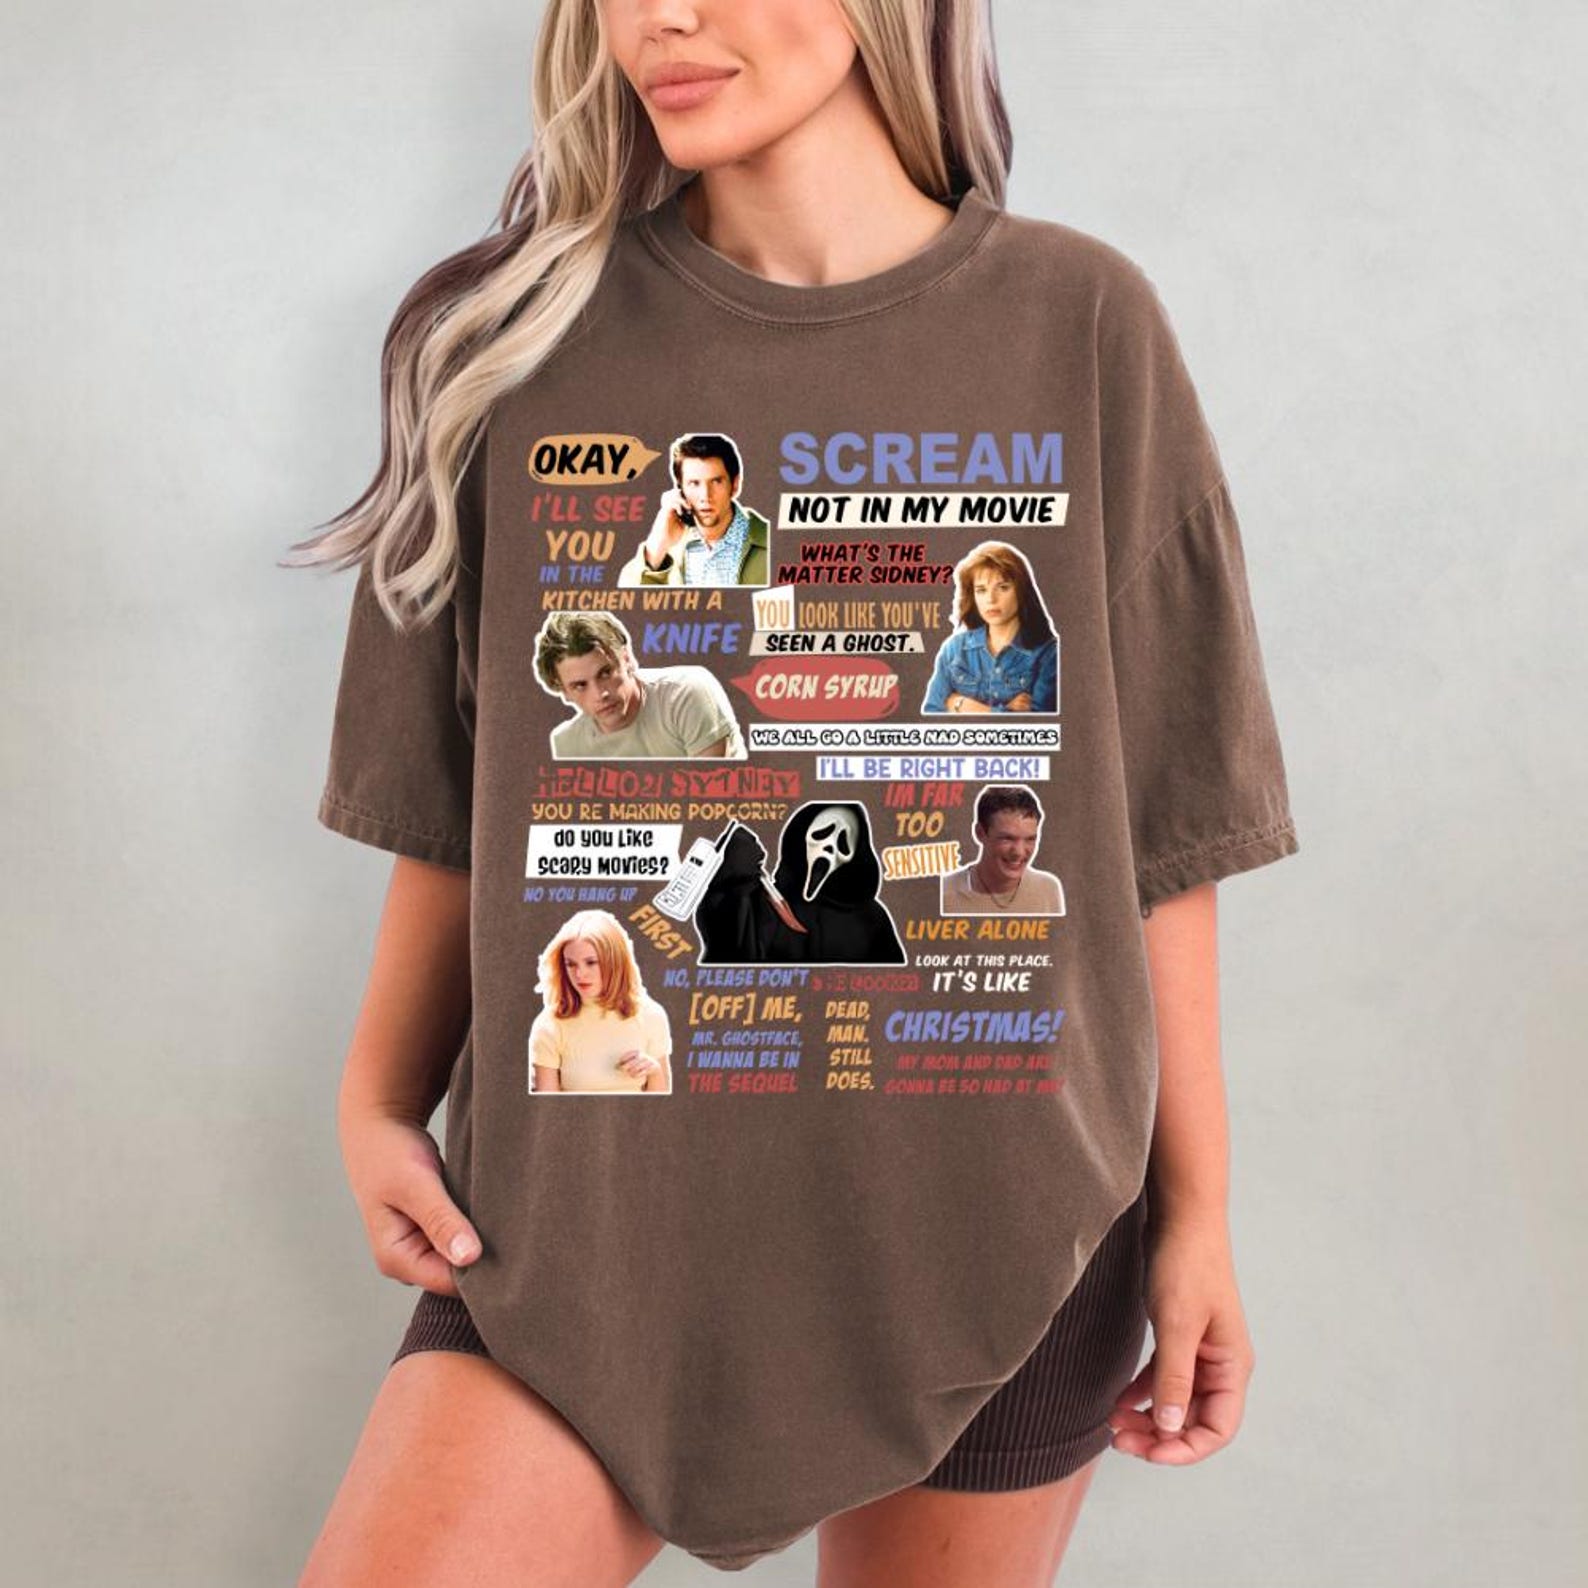 OKAY,
I'LL SEE
YOU
IN THE
KITCHEN WITH A
KNIFE
SCREAM
NOT IN MY MOVIE
WHAT'S THE
MATTER SIDNEY?
YOU LOOK LIKE YOU'VE
SEEN A GHOST.
CORN SYRUP
WE ALL GO A LITTLE MAD SOMETIMES
I'LL BE RIGHT BACK!
HELLO? SYDNEY
YOU RE MAKING POPCORN?
do you Like
Scary Movies?
NO YOU HANG UP
FIRST
IM FAR
TOO
SENSITIVE
LIVER ALONE
LOOK AT THIS PLACE.
IT'S LIKE
CHRISTMAS!
MY MOM AND DAD ARE
GONNA BE SO MAD AT ME!
NO, PLEASE DON'T
[OFF] ME,
MR. GHOSTFACE,
I WANNA BE IN
THE SEQUEL
LOOKED
DEAD,
MAN.
STILL
DOES.